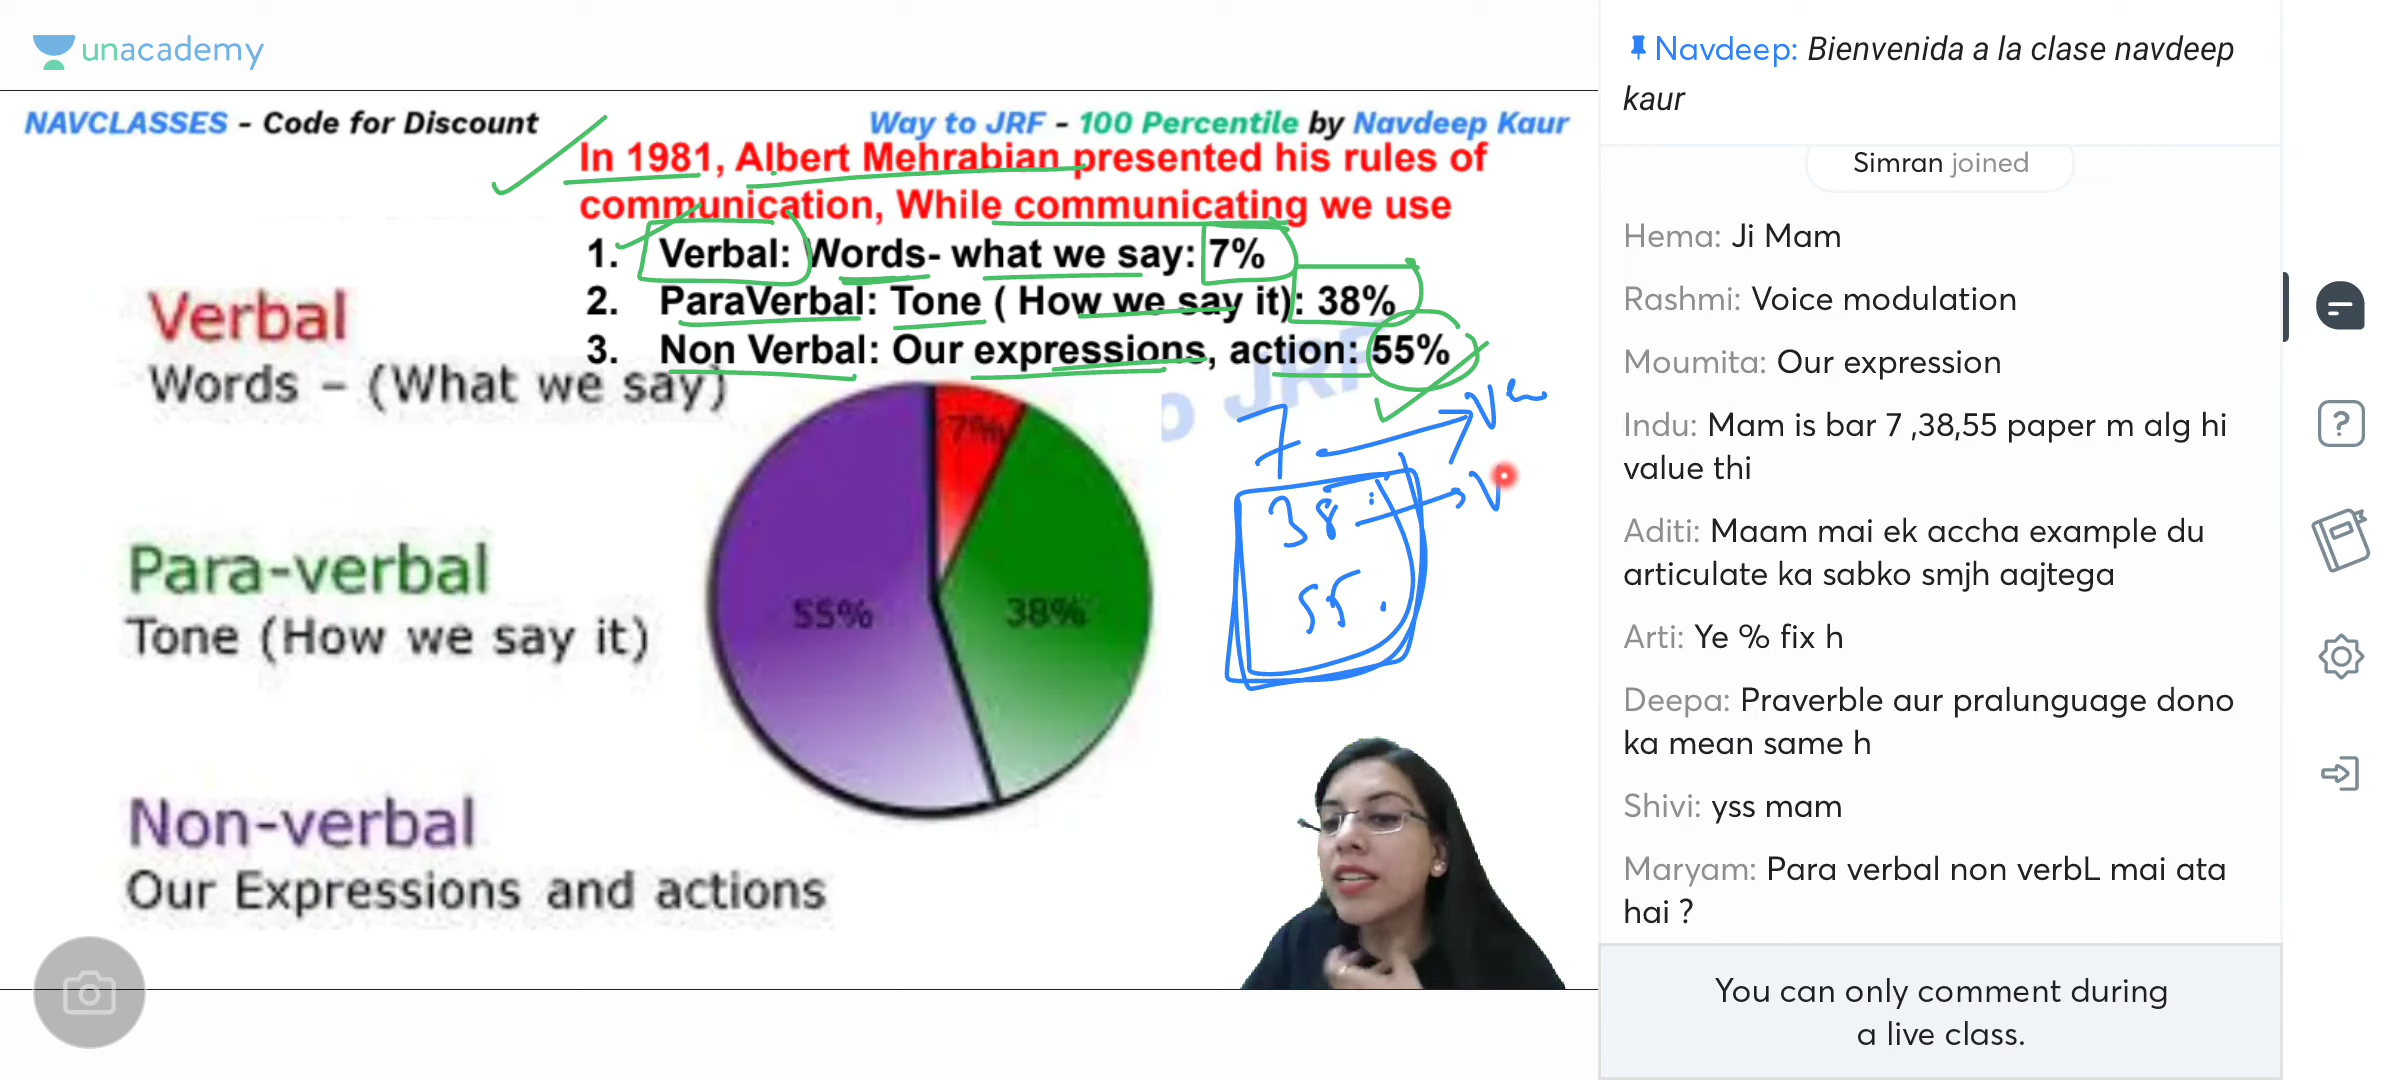 unacademy
NAVCLASSES - Code for Discount
Way to JRF - 100 Percentile by Navdeep Kaur
In 1981, Albert Mehrabian presented his rules of
communication, While communicating we use
1. Verbal: Words- what we say: 7%
2. ParaVerbal: Tone ( How we say it): 38%
3. Non Verbal: Our expressions, action: 55%
o JRF
Verbal
Words – (What we say)
Para-verbal
Tone (How we say it)
Non-verbal
Our Expressions and actions
7%
55%
38%
7
38
55
Navdeep: Bienvenida a la clase navdeep
kaur
Simran joined
Hema: Ji Mam
Rashmi: Voice modulation
Moumita: Our expression
Indu: Mam is bar 7 ,38,55 paper m alg hi
value thi
Aditi: Maam mai ek accha example du
articulate ka sabko smjh aajtega
Arti: Ye % fix h
Deepa: Praverble aur pralunguage dono
ka mean same h
Shivi: yss mam
Maryam: Para verbal non verbL mai ata
hai ?
You can only comment during
a live class.